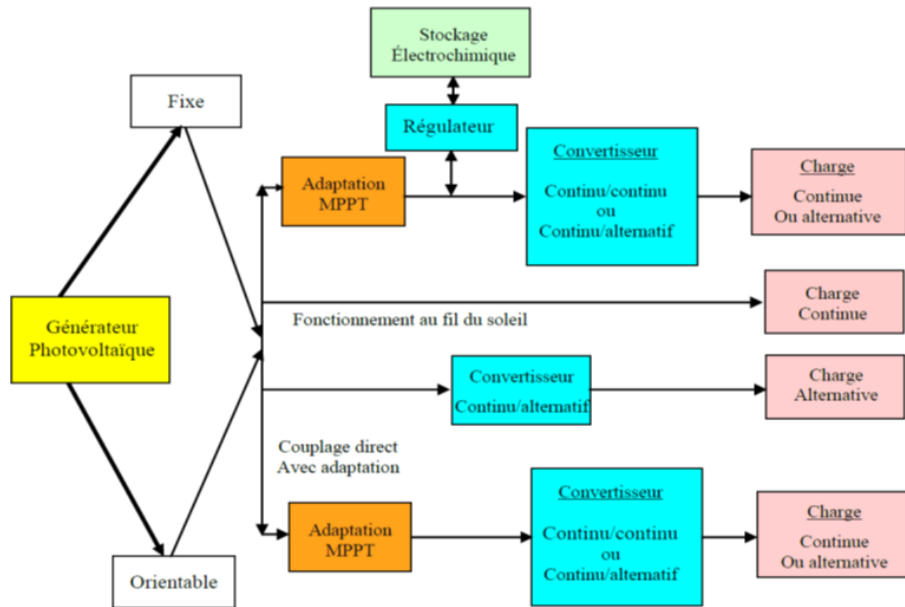 Stockage
Électrochimique
Fixe
Régulateur
Convertisseur
Continu/continu
ou
Continu/alternatif
Charge
Continue
Ou alternative
Adaptation
MPPT
Générateur
Photovoltaïque
Fonctionnement au fil du soleil
Charge
Continue
Convertisseur
Continu/alternatif
Charge
Alternative
Couplage direct
Avec adaptation
Adaptation
MPPT
Convertisseur
Continu/continu
ou
Continu/alternatif
Charge
Continue
Ou alternative
Orientable